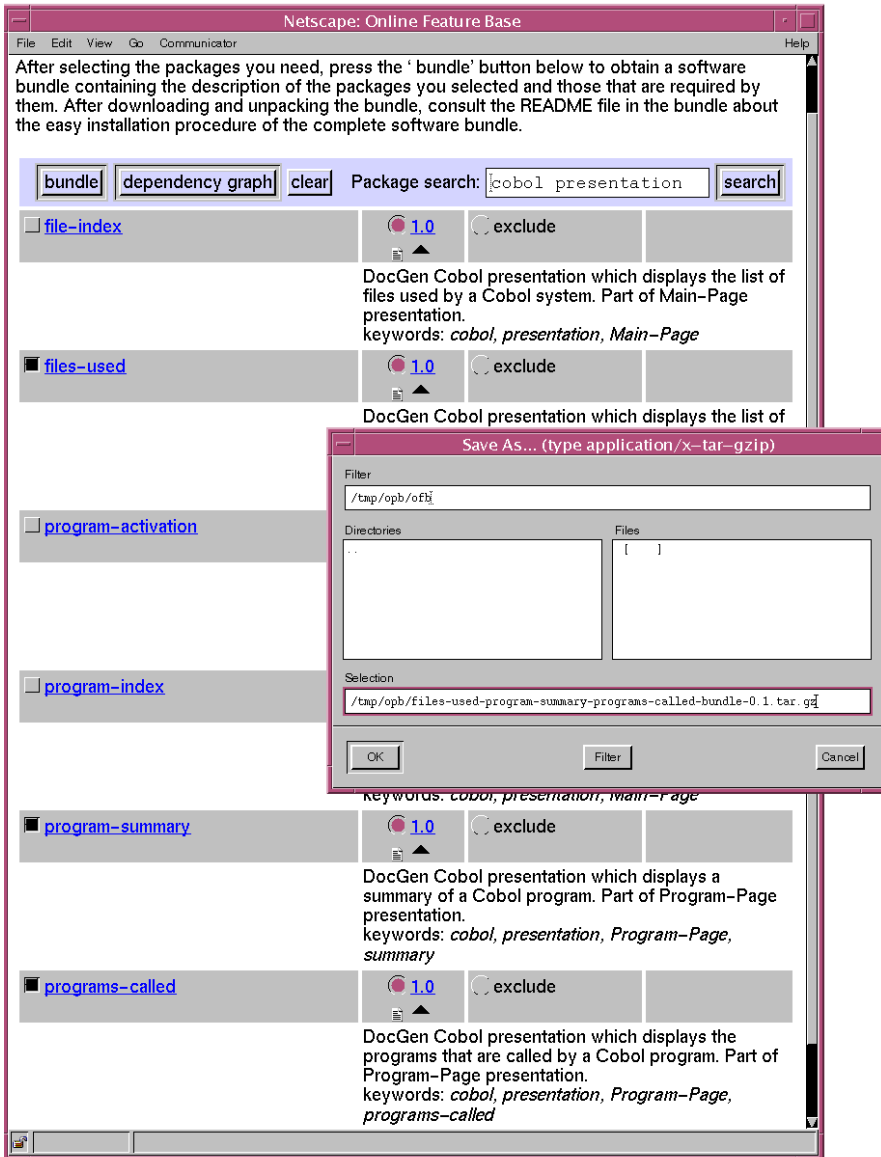 Netscape: Online Feature Base
File Edit View Go Communicator Help
After selecting the packages you need, press the ‘ bundle’ button below to obtain a software
bundle containing the description of the packages you selected and those that are required by
them. After downloading and unpacking the bundle, consult the README file in the bundle about
the easy installation procedure of the complete software bundle.
bundle dependency graph clear Package search: cobol presentation search
file-index 1.0 exclude
DocGen Cobol presentation which displays the list of
files used by a Cobol system. Part of Main-Page
presentation.
keywords: cobol, presentation, Main-Page
files-used 1.0 exclude
DocGen Cobol presentation which displays the list of
Save As... (type application/x-tar-gzip)
Filter
/tmp/opb/ofb
Directories Files
.. [ ]
program-activation
program-index
Selection
/tmp/opb/files-used-program-summary-programs-called-bundle-0.1.tar.gz
OK Filter Cancel
keywords: cobol, presentation, Main-Page
program-summary 1.0 exclude
DocGen Cobol presentation which displays a
summary of a Cobol program. Part of Program-Page
presentation.
keywords: cobol, presentation, Program-Page,
summary
programs-called 1.0 exclude
DocGen Cobol presentation which displays the
programs that are called by a Cobol program. Part of
Program-Page presentation.
keywords: cobol, presentation, Program-Page,
programs-called